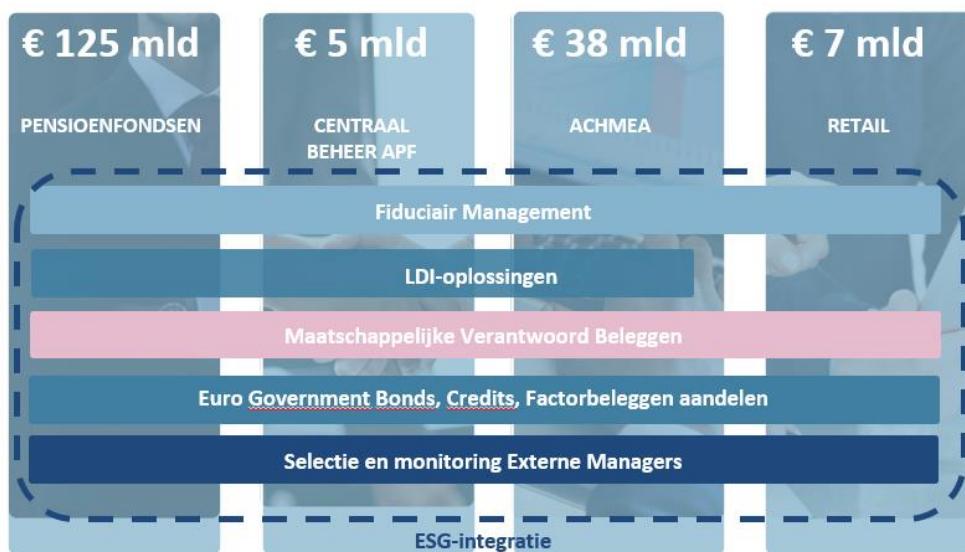 € 125 mld
€ 5 mld
€ 38 mld
€ 7 mld
PENSIOENFONDSEN
CENTRAAL
BEHEER APF
ACHMEA
RETAIL
Fiduciair Management
LDI-oplossingen
Maatschappelijke Verantwoord Beleggen
Euro Government Bonds, Credits, Factorbeleggen aandelen
Selectie en monitoring Externe Managers
ESG-integratie